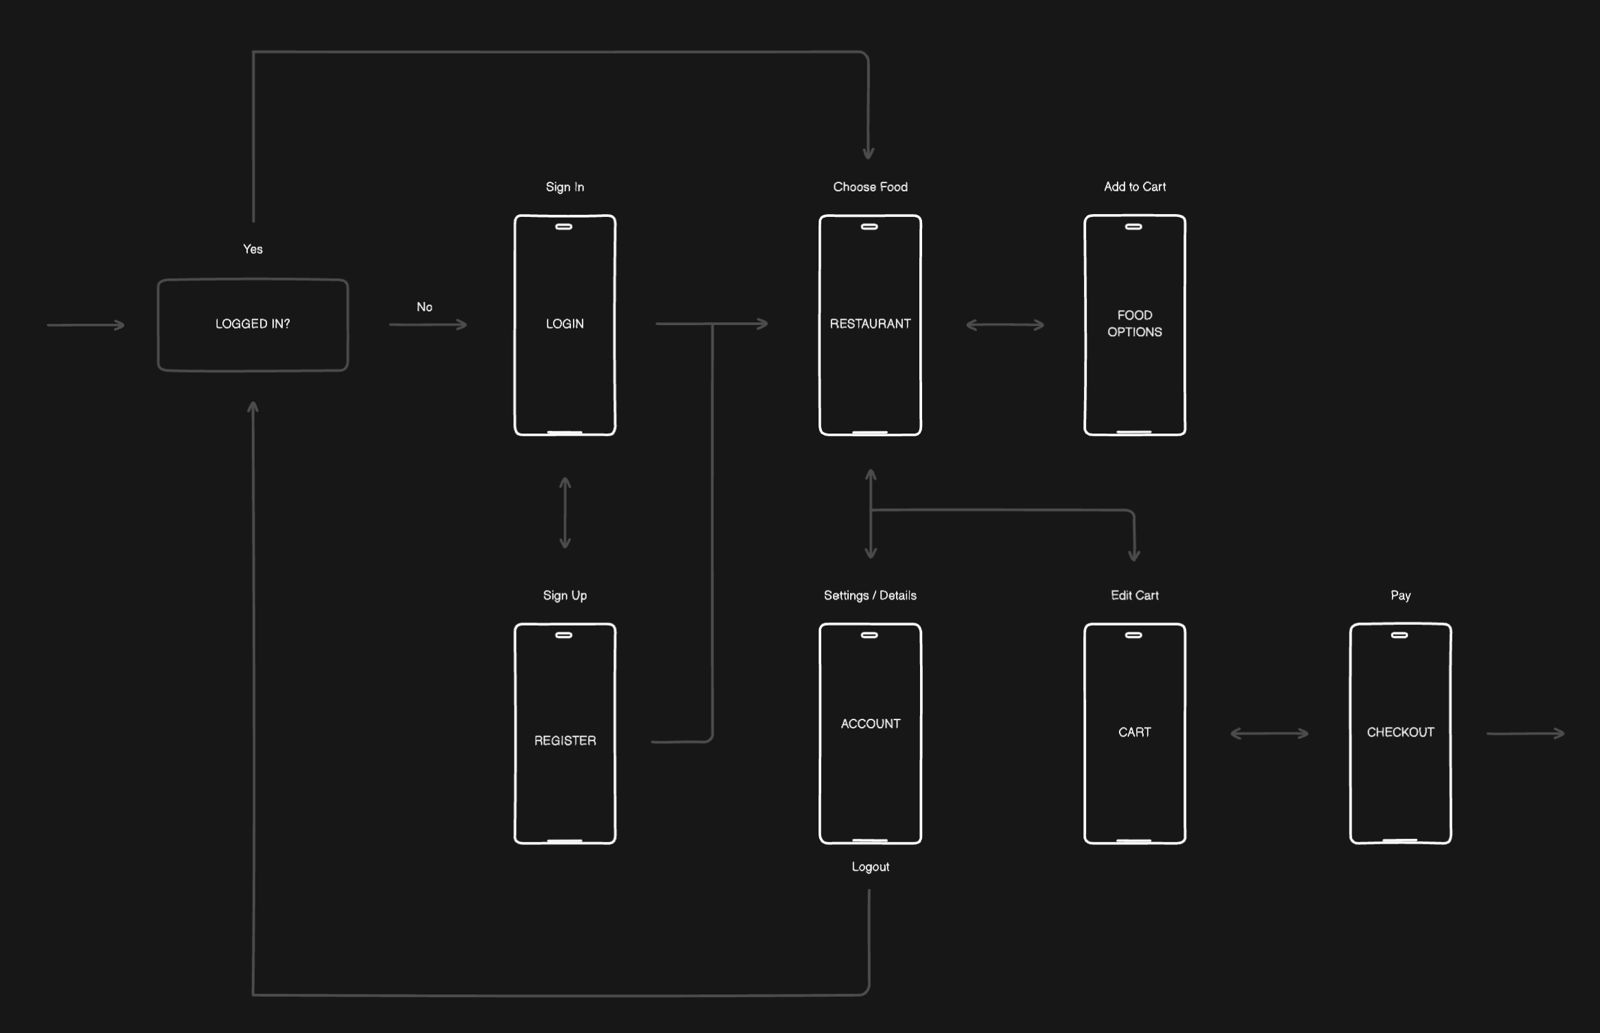 Sign In
Choose Food
Add to Cart
Yes
LOGGED IN?
No
LOGIN
RESTAURANT
FOOD
OPTIONS
Sign Up
Settings / Details
Edit Cart
Pay
REGISTER
ACCOUNT
CART
CHECKOUT
Logout